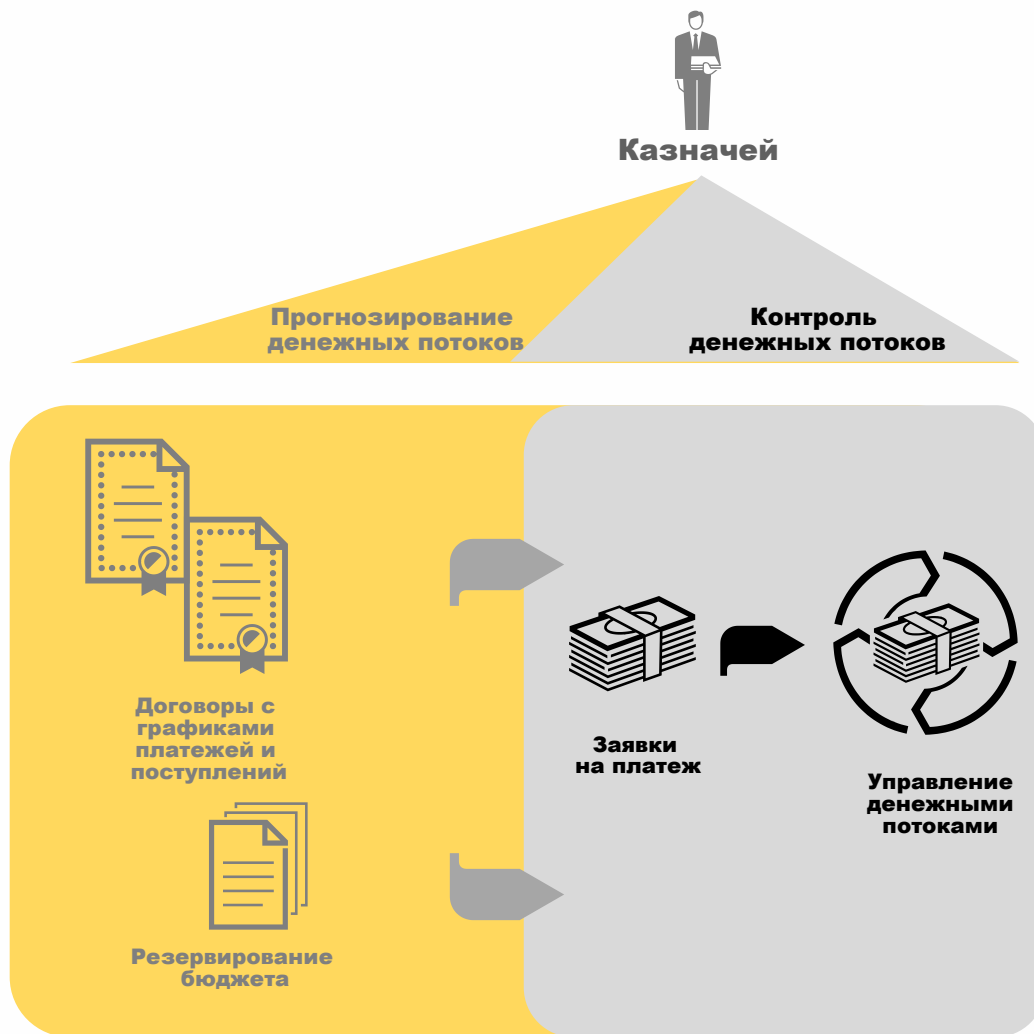 Казначей
Прогнозирование
денежных потоков
Контроль
денежных потоков
Договоры с
графиками
платежей и
поступлений
Заявки
на платеж
Управление
денежными
потоками
Резервирование
бюджета